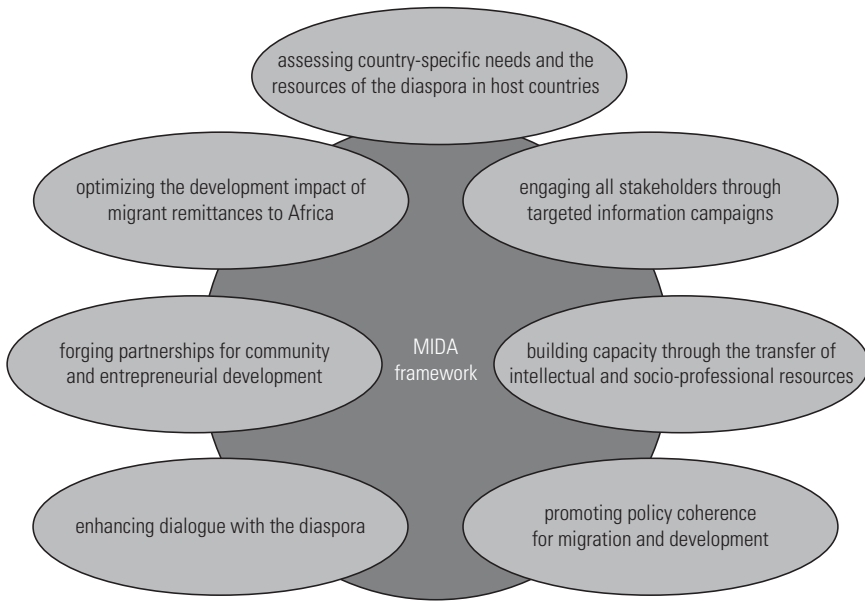 assessing country-specific needs and the
resources of the diaspora in host countries
optimizing the development impact of
migrant remittances to Africa
engaging all stakeholders through
targeted information campaigns
forging partnerships for community
and entrepreneurial development
MIDA
framework
building capacity through the transfer of
intellectual and socio-professional resources
enhancing dialogue with the diaspora
promoting policy coherence
for migration and development